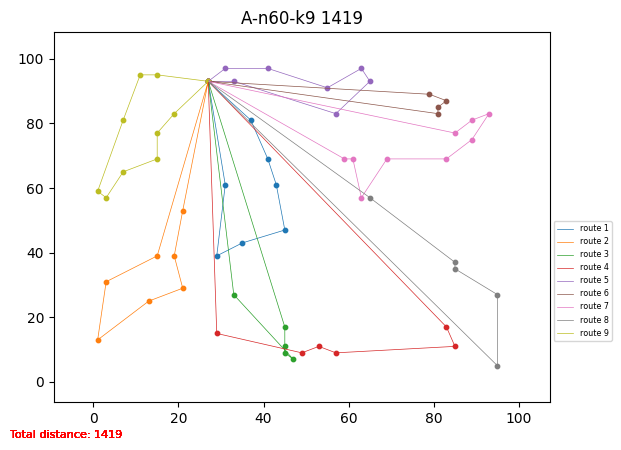 A-n60-k9 1419
100
80
60
40
20
0
0 20 40 60 80 100
route 1
route 2
route 3
route 4
route 5
route 6
route 7
route 8
route 9
Total distance: 1419